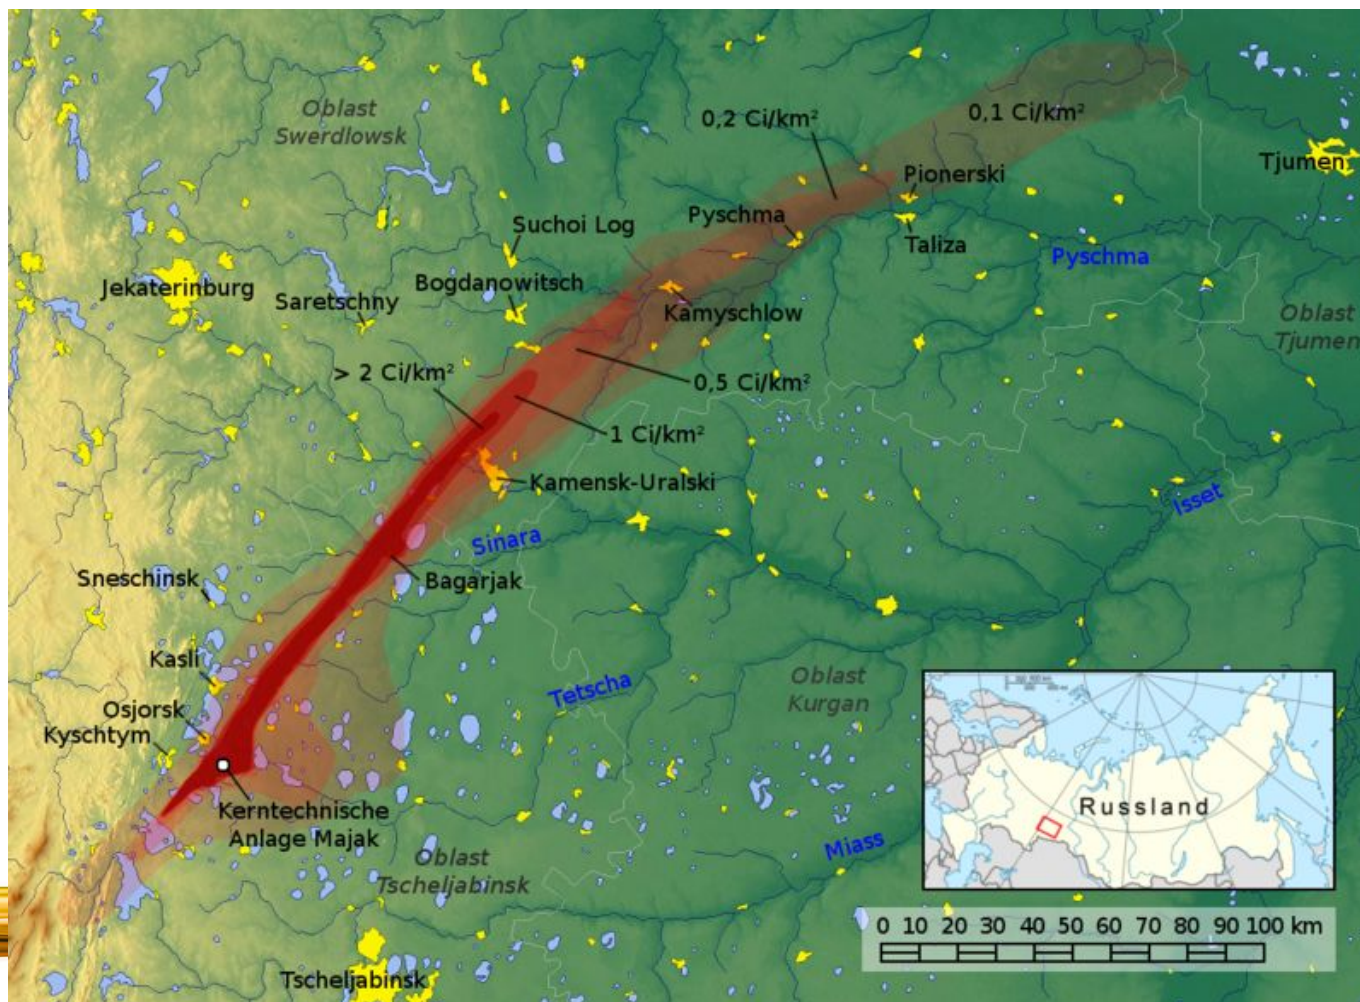 Oblast
Swerdlowsk
0,2 Ci/km²
0,1 Ci/km²
Tjumen
Pionerski
Pyschma
Suchoi Log
Taliza
Pyschma
Jekaterinburg
Saretschny
Bogdanowitsch
Kamyschlow
Oblast
Tjumen
> 2 Ci/km²
0,5 Ci/km²
1 Ci/km²
Kamensk-Uralski
Isset
Sinara
Sneschinsk
Bagarjak
Kasli
Tetscha
Oblast
Kurgan
Osjorsk
Kyschtym
Kerntechnische
Anlage Majak
Russland
Miass
Oblast
Tscheljabinsk
0 10 20 30 40 50 60 70 80 90 100 km
Tscheljabinsk